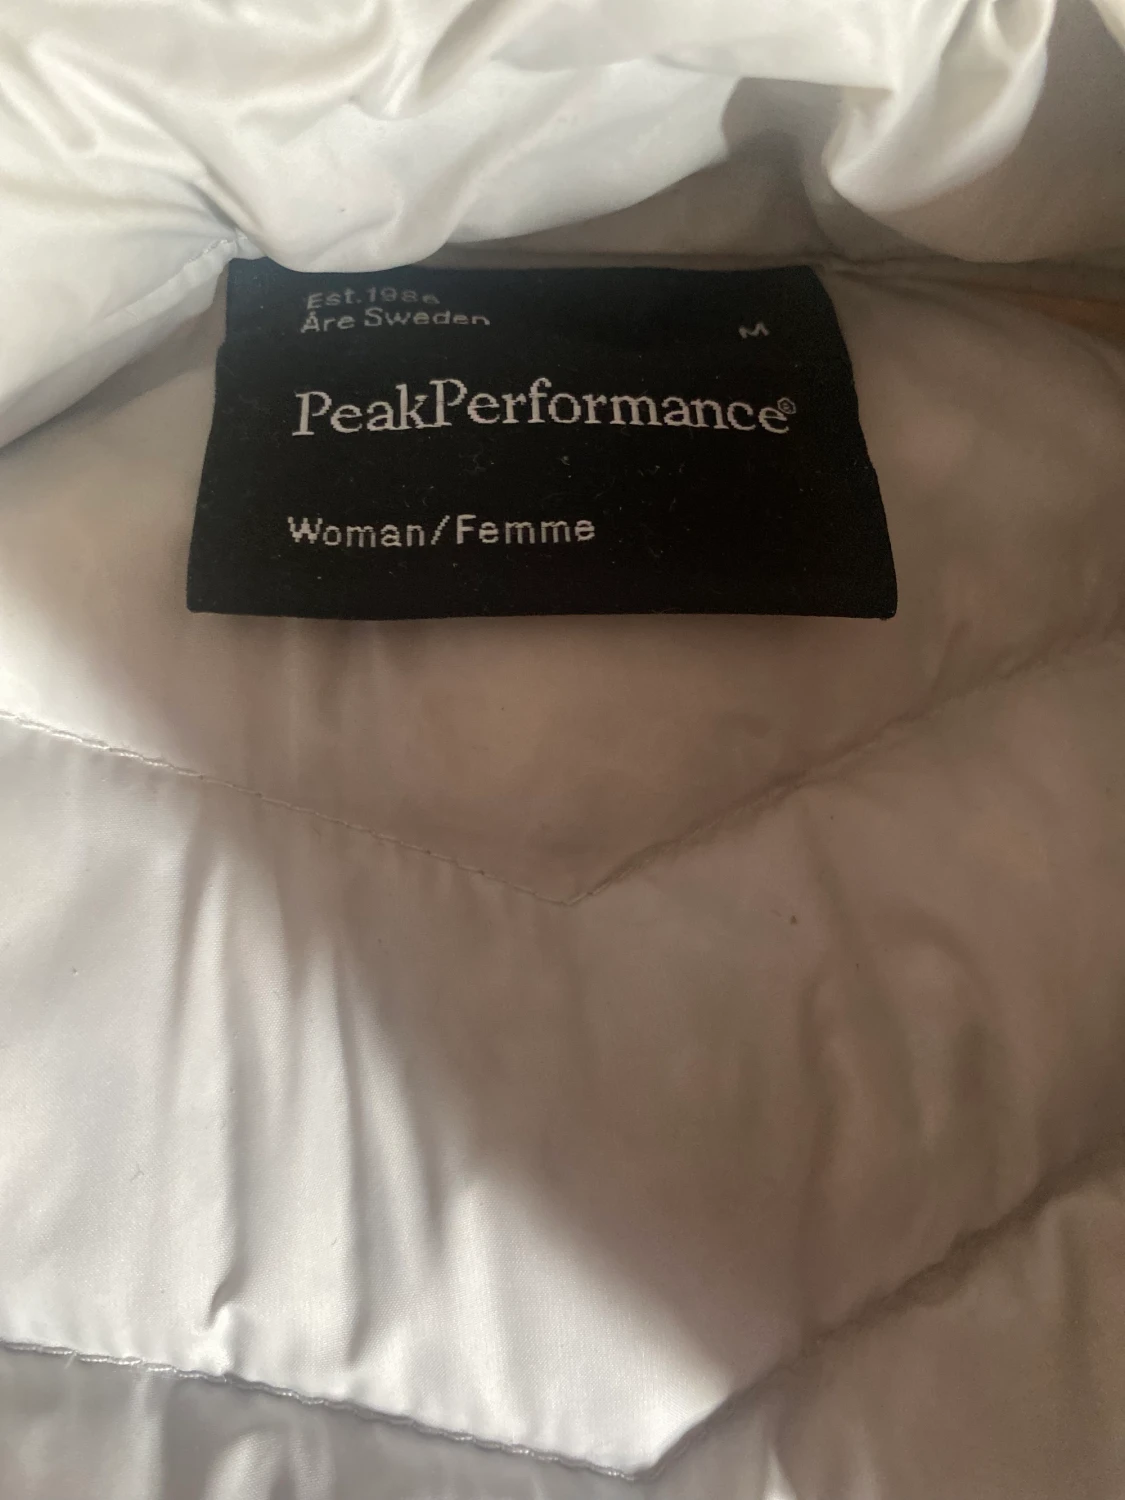 Est.1986
Åre Sweden
M
PeakPerformance®
Woman/Femme